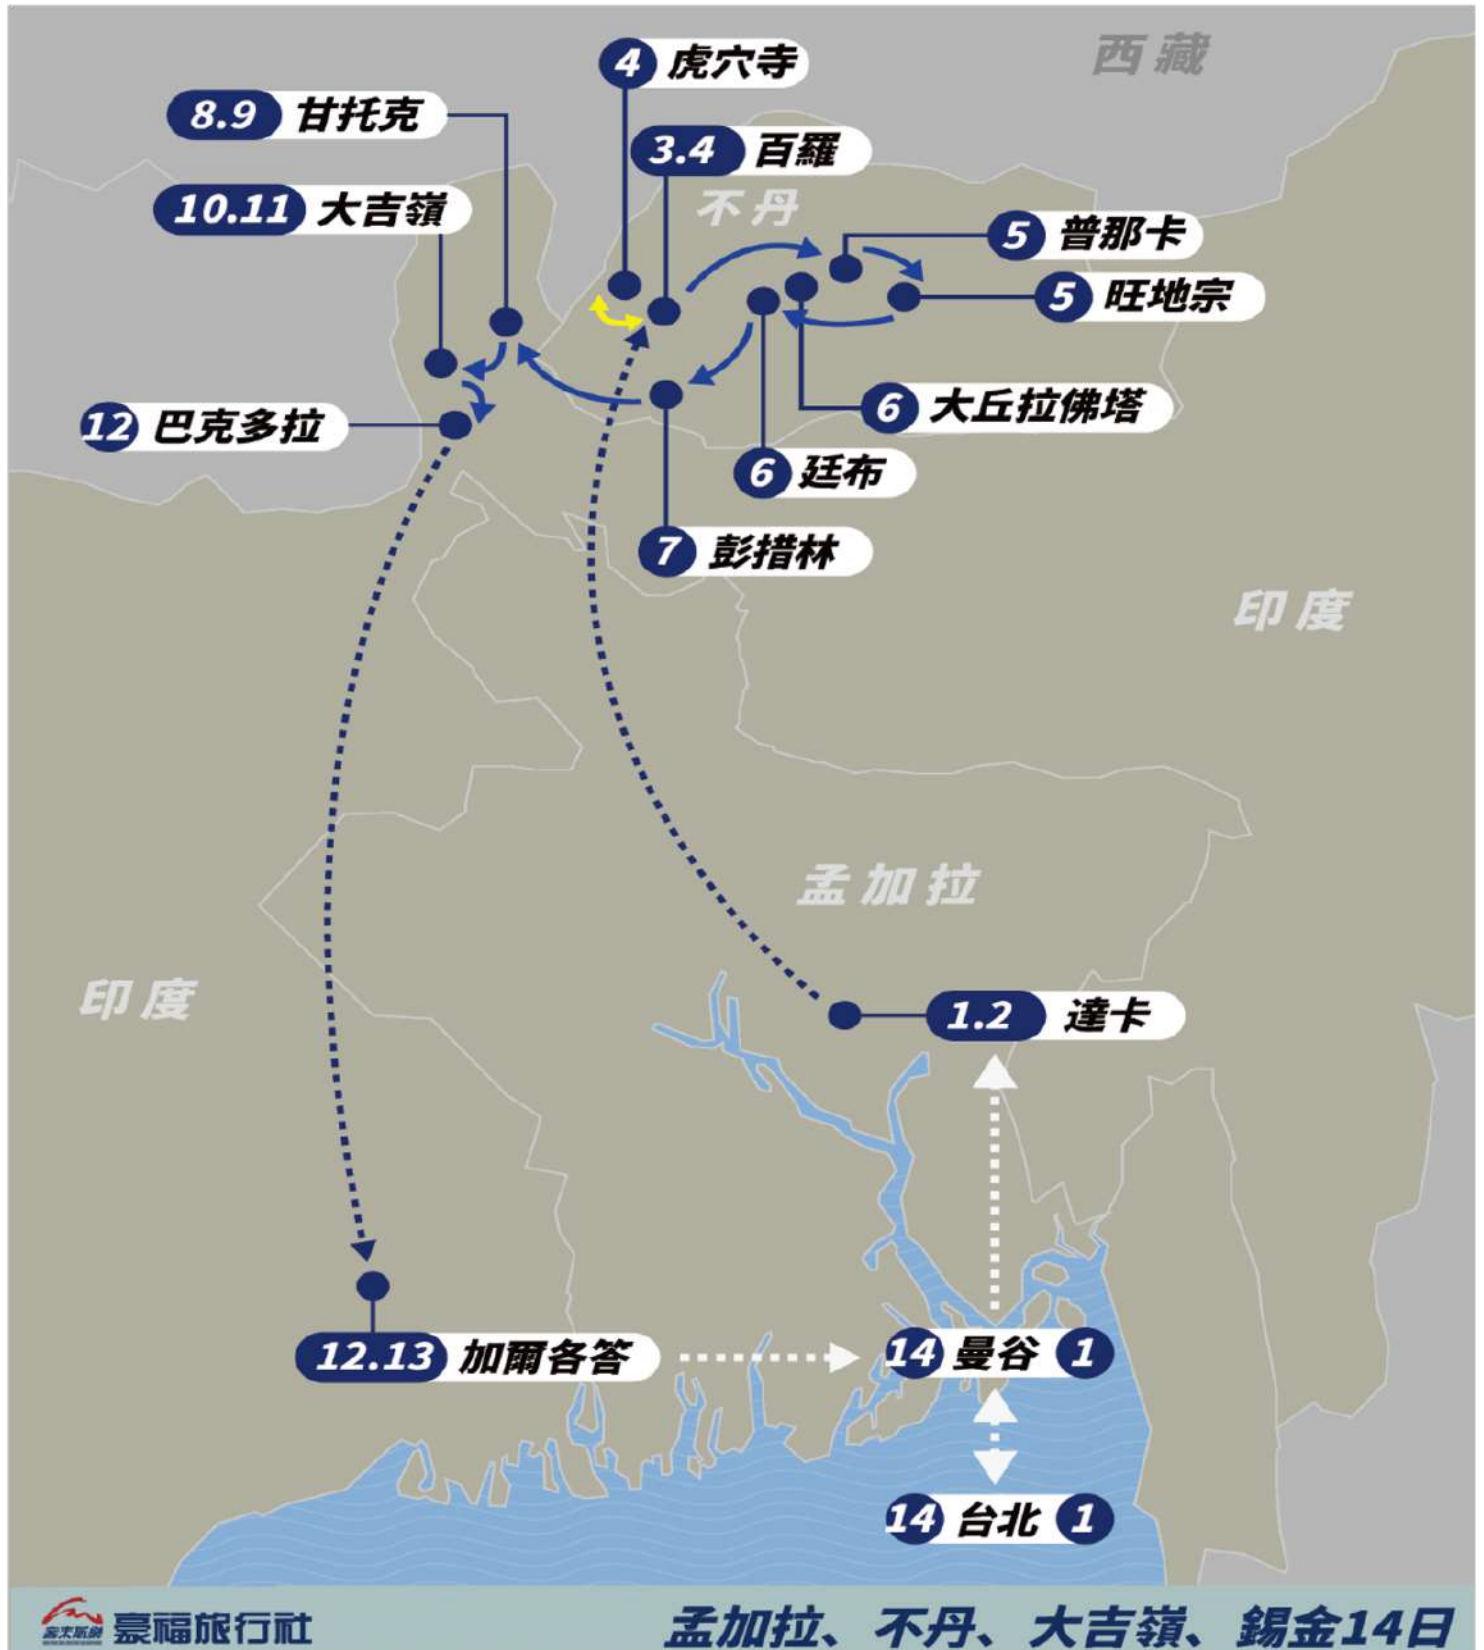 西藏
4 虎穴寺
8.9 甘托克
3.4 百羅
10.11 大吉嶺
不丹
5 普那卡
5 旺地宗
12 巴克多拉
6 大丘拉佛塔
6 廷布
7 彭措林
印度
孟加拉
印度
1.2 達卡
12.13 加爾各答
14 曼谷 1
14 台北 1
豪福旅行社
孟加拉、不丹、大吉嶺、錫金14日